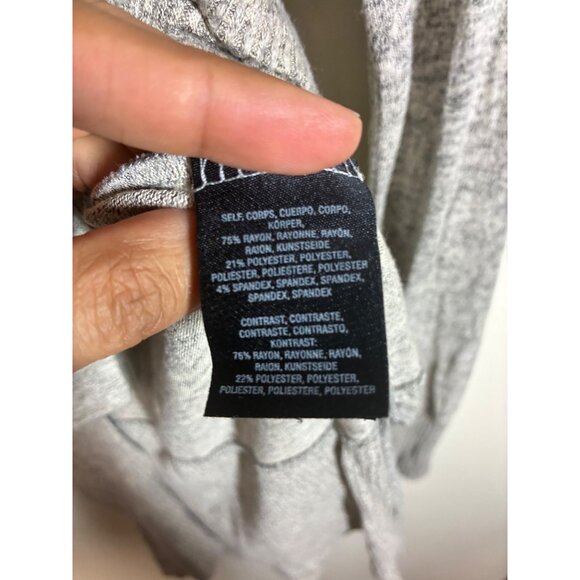 SELF, CORPS, CUERPO, CORPO,
KÖRPER,
75% RAYON, RAYONNE, RAYÓN,
RAION, KUNSTSEIDE
21% POLYESTER, POLYESTER,
POLIESTER, POLIESTERE, POLYESTER
4% SPANDEX, SPANDEX, SPANDEX,
SPANDEX, SPANDEX
CONTRAST, CONTRASTE,
CONTRASTE, CONTRASTO,
KONTRAST:
76% RAYON, RAYONNE, RAYÓN,
RAION, KUNSTSEIDE
22% POLYESTER, POLYESTER,
POLIESTER, POLIESTERE, POLYESTER